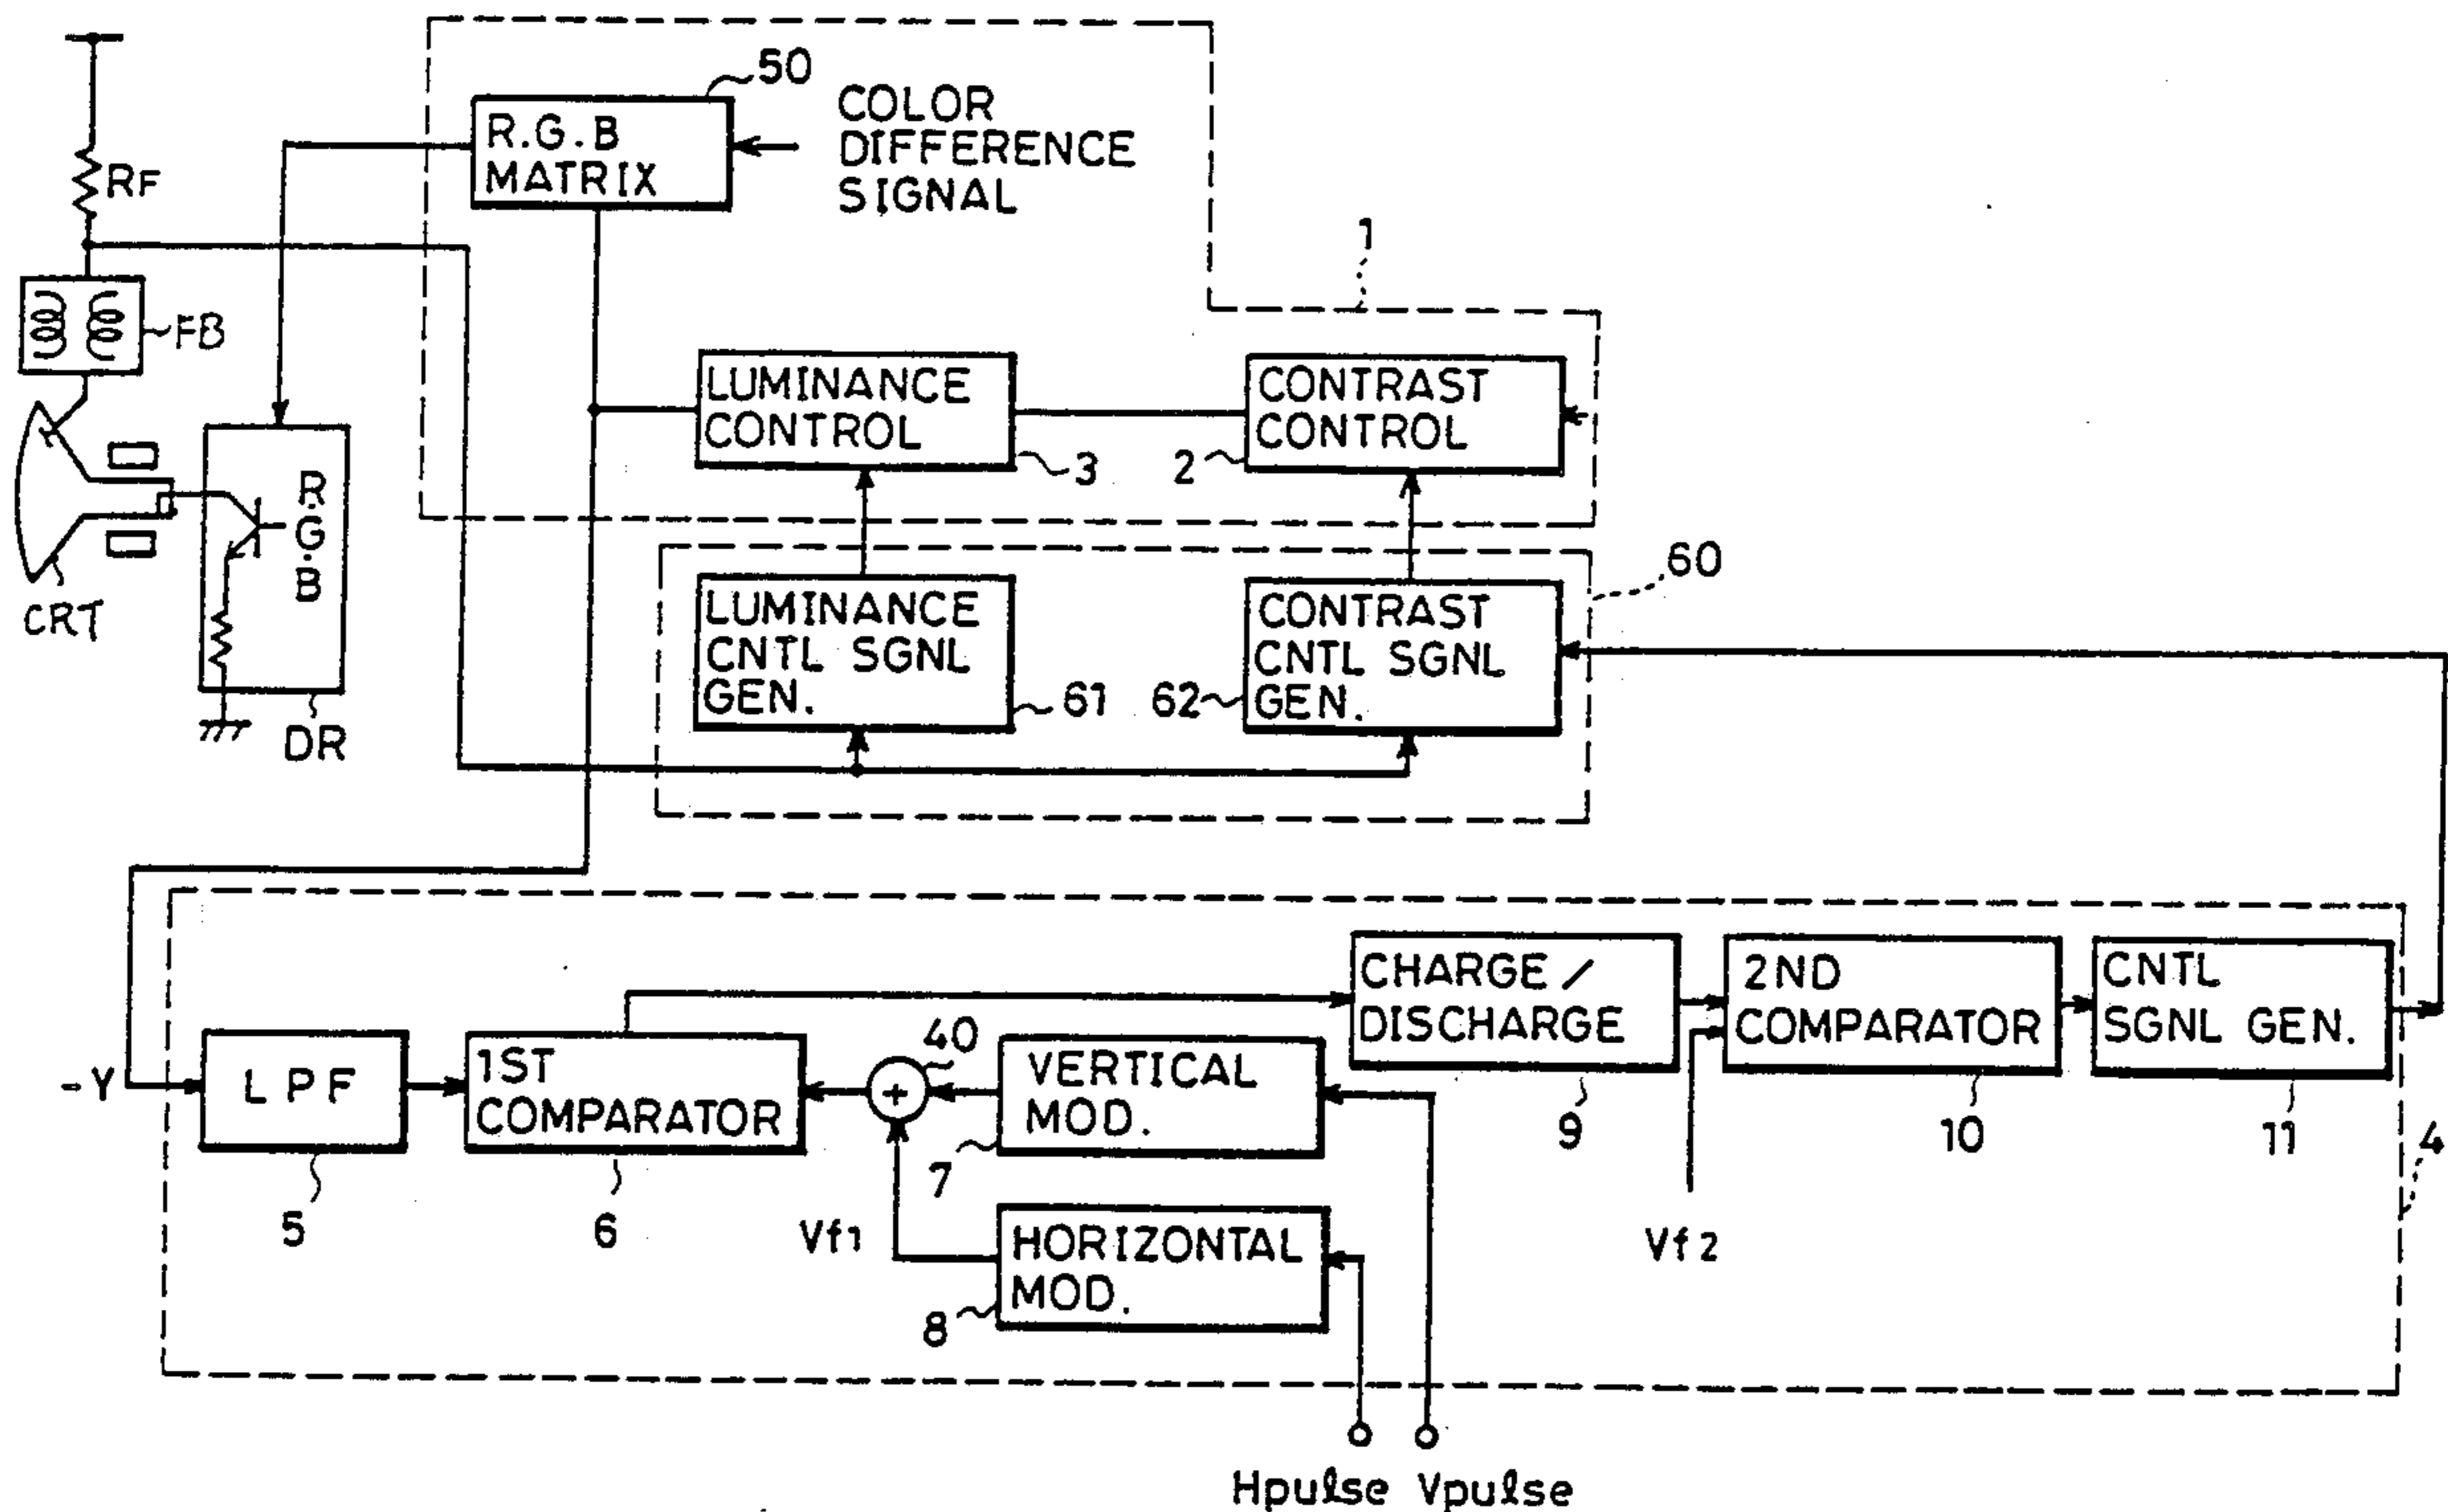 50
R.G.B
MATRIX
COLOR
DIFFERENCE
SIGNAL
RF
1
FB
LUMINANCE
CONTROL
3
CONTRAST
CONTROL
2
R
G
B
CRT
DR
LUMINANCE
CNTL SGNL
GEN.
61
CONTRAST
CNTL SGNL
GEN.
62
60
CHARGE/
DISCHARGE
9
2ND
COMPARATOR
10
CNTL
SGNL GEN.
11
4
-Y
LPF
5
1ST
COMPARATOR
6
40
+
VERTICAL
MOD.
7
Vf1
HORIZONTAL
MOD.
8
Vf2
Hpulse Vpulse